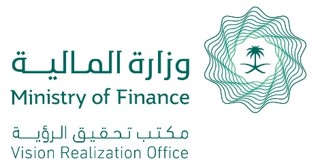 وزارة المالية
Ministry of Finance
مكتب تحقيق الرؤية
Vision Realization Office